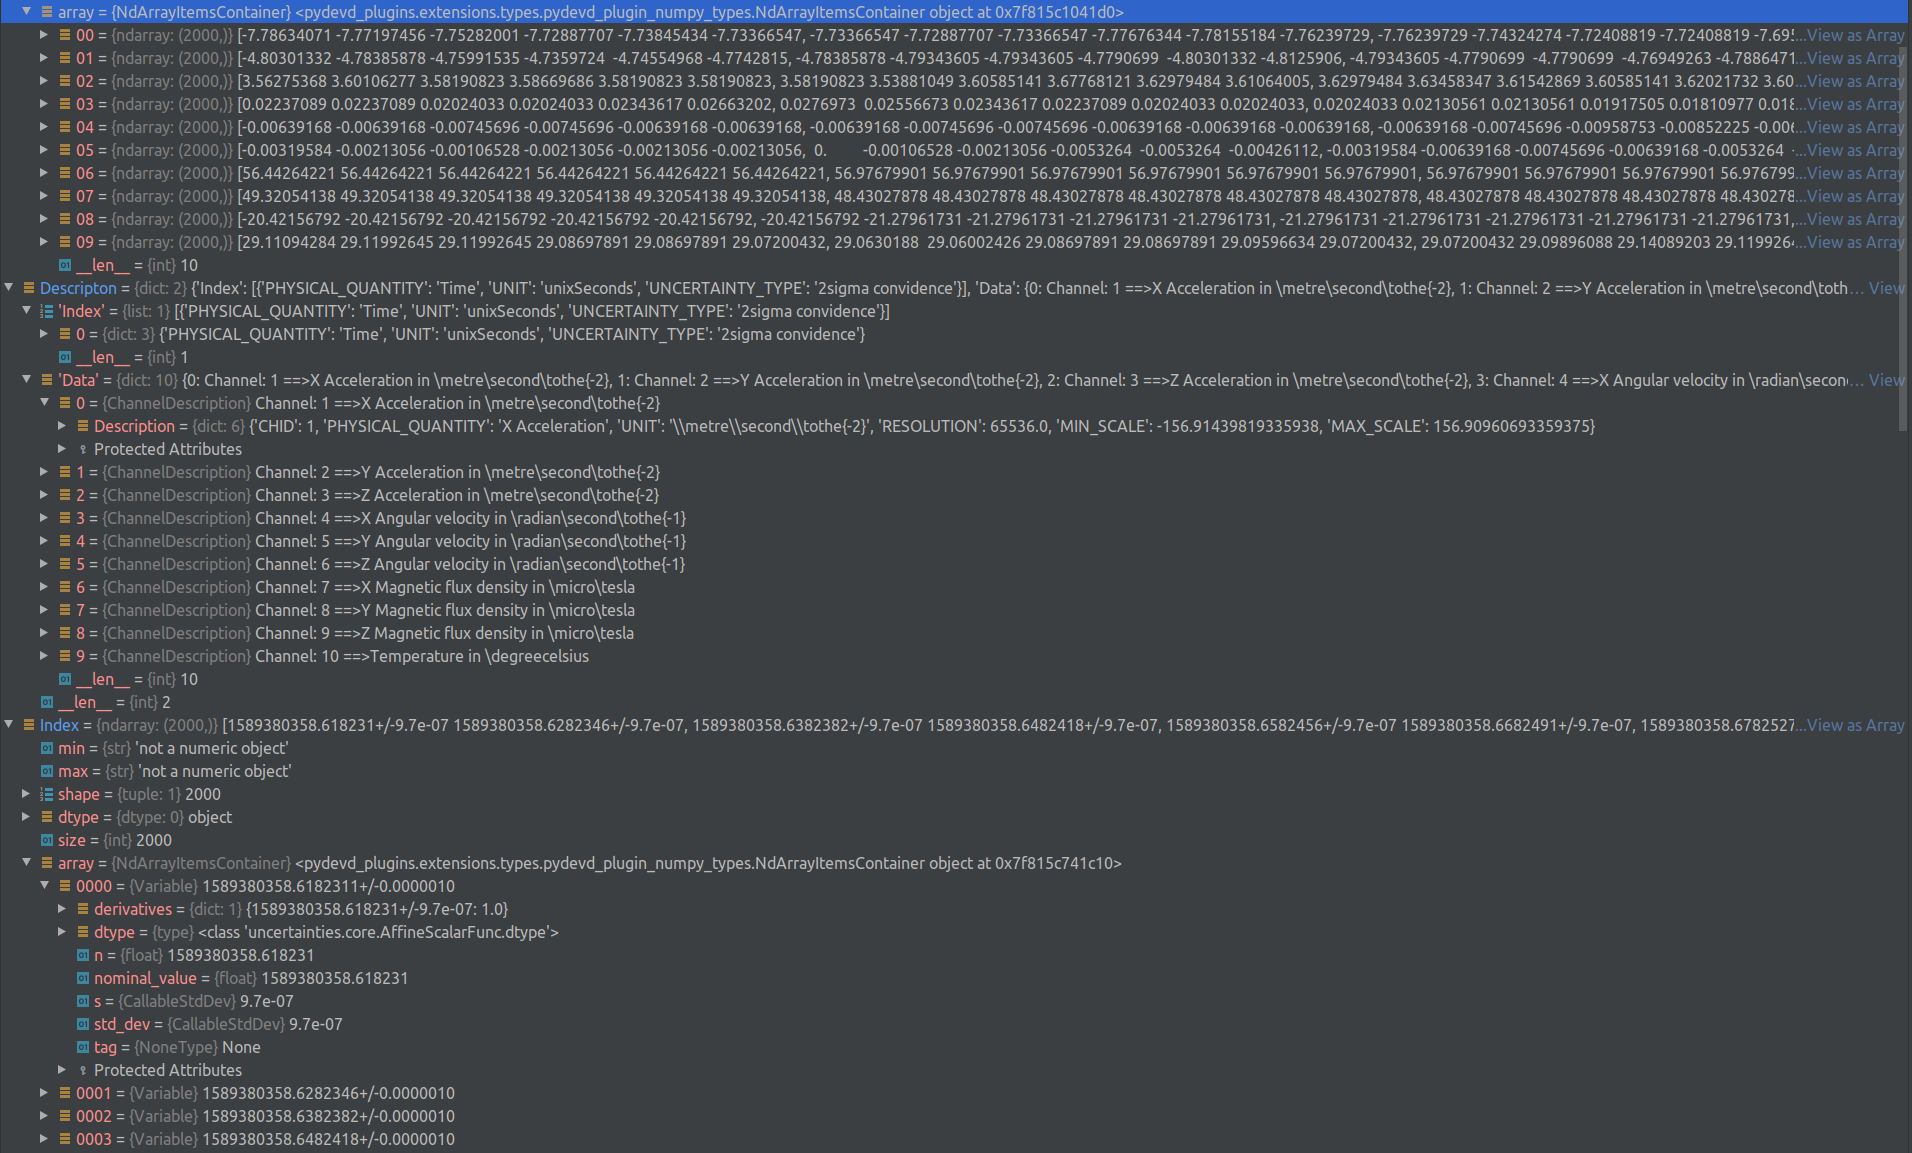 array = {NdArrayItemsContainer} <pydevd_plugins.extensions.types.pydevd_plugin_numpy_types.NdArrayItemsContainer object at 0x7f815c1041d0>
00 = {ndarray: (2000,)} [-7.78634071 -7.77197456 -7.75282001 -7.72887707 -7.73845434 -7.73366547, -7.73366547 -7.72887707 -7.73366547 -7.77676344 -7.78155184 -7.76239729, -7.76239729 -7.74324274 -7.72408819 -7.72408819 -7.695...View as Array
01 = {ndarray: (2000,)} [-4.80301332 -4.78385878 -4.75991535 -4.7359724 -4.74554968 -4.7742815, -4.78385878 -4.79343605 -4.79343605 -4.7790699 -4.80301332 -4.8125906, -4.79343605 -4.7790699 -4.7790699 -4.76949263 -4.7886471...View as Array
02 = {ndarray: (2000,)} [3.56275368 3.60106277 3.58190823 3.58669686 3.58190823 3.58190823, 3.58190823 3.53881049 3.60585141 3.67768121 3.62979484 3.61064005, 3.62979484 3.63458347 3.61542869 3.60585141 3.62021732 3.60...View as Array
03 = {ndarray: (2000,)} [0.02237089 0.02237089 0.02024033 0.02024033 0.02343617 0.02663202, 0.0276973 0.02556673 0.02343617 0.02237089 0.02024033 0.02024033, 0.02024033 0.02130561 0.02130561 0.01917505 0.01810977 0.018...View as Array
04 = {ndarray: (2000,)} [-0.00639168 -0.00639168 -0.00745696 -0.00745696 -0.00639168 -0.00639168, -0.00639168 -0.00745696 -0.00745696 -0.00639168 -0.00639168 -0.00639168, -0.00639168 -0.00745696 -0.00958753 -0.00852225 -0.006...View as Array
05 = {ndarray: (2000,)} [-0.00319584 -0.00213056 -0.00106528 -0.00213056 -0.00213056 -0.00213056, 0. -0.00106528 -0.00213056 -0.0053264 -0.0053264 -0.00426112, -0.00319584 -0.00639168 -0.00745696 -0.00639168 -0.0053264 -...View as Array
06 = {ndarray: (2000,)} [56.44264221 56.44264221 56.44264221 56.44264221 56.44264221 56.44264221, 56.97679901 56.97679901 56.97679901 56.97679901 56.97679901 56.97679901, 56.97679901 56.97679901 56.97679901 56.976799...View as Array
07 = {ndarray: (2000,)} [49.32054138 49.32054138 49.32054138 49.32054138 49.32054138 49.32054138, 48.43027878 48.43027878 48.43027878 48.43027878 48.43027878 48.43027878, 48.43027878 48.43027878 48.43027878 48.430278...View as Array
08 = {ndarray: (2000,)} [-20.42156792 -20.42156792 -20.42156792 -20.42156792 -20.42156792 -20.42156792, -20.42156792 -21.27961731 -21.27961731 -21.27961731 -21.27961731 -21.27961731, -21.27961731 -21.27961731 -21.27961731 -21.27961731 -21.27961731,...View as Array
09 = {ndarray: (2000,)} [29.11094284 29.11992645 29.11992645 29.08697891 29.08697891 29.07200432, 29.0630188 29.06002426 29.08697891 29.08697891 29.09596634 29.07200432, 29.07200432 29.09896088 29.14089203 29.119926...View as Array
__len__ = {int} 10
Descripton = {dict: 2} {'Index': [{'PHYSICAL_QUANTITY': 'Time', 'UNIT': 'unixSeconds', 'UNCERTAINTY_TYPE': '2sigma convidence'}], 'Data': {0: Channel: 1 ==>X Acceleration in \metre\second\tothe{-2}, 1: Channel: 2 ==>Y Acceleration in \metre\second\toth... View
'Index' = {list: 1} [{'PHYSICAL_QUANTITY': 'Time', 'UNIT': 'unixSeconds', 'UNCERTAINTY_TYPE': '2sigma convidence'}]
0 = {dict: 3} {'PHYSICAL_QUANTITY': 'Time', 'UNIT': 'unixSeconds', 'UNCERTAINTY_TYPE': '2sigma convidence'}
__len__ = {int} 1
'Data' = {dict: 10} {0: Channel: 1 ==>X Acceleration in \metre\second\tothe{-2}, 1: Channel: 2 ==>Y Acceleration in \metre\second\tothe{-2}, 2: Channel: 3 ==>Z Acceleration in \metre\second\tothe{-2}, 3: Channel: 4 ==>X Angular velocity in \radian\secon... View
0 = {ChannelDescription} Channel: 1 ==>X Acceleration in \metre\second\tothe{-2}
Description = {dict: 6} {'CHID': 1, 'PHYSICAL_QUANTITY': 'X Acceleration', 'UNIT': '\\metre\\second\\tothe{-2}', 'RESOLUTION': 65536.0, 'MIN_SCALE': -156.91439819335938, 'MAX_SCALE': 156.90960693359375}
Protected Attributes
1 = {ChannelDescription} Channel: 2 ==>Y Acceleration in \metre\second\tothe{-2}
2 = {ChannelDescription} Channel: 3 ==>Z Acceleration in \metre\second\tothe{-2}
3 = {ChannelDescription} Channel: 4 ==>X Angular velocity in \radian\second\tothe{-1}
4 = {ChannelDescription} Channel: 5 ==>Y Angular velocity in \radian\second\tothe{-1}
5 = {ChannelDescription} Channel: 6 ==>Z Angular velocity in \radian\second\tothe{-1}
6 = {ChannelDescription} Channel: 7 ==>X Magnetic flux density in \micro\tesla
7 = {ChannelDescription} Channel: 8 ==>Y Magnetic flux density in \micro\tesla
8 = {ChannelDescription} Channel: 9 ==>Z Magnetic flux density in \micro\tesla
9 = {ChannelDescription} Channel: 10 ==>Temperature in \degreecelsius
__len__ = {int} 10
__len__ = {int} 2
Index = {ndarray: (2000,)} [1589380358.618231+/-9.7e-07 1589380358.6282346+/-9.7e-07, 1589380358.6382382+/-9.7e-07 1589380358.6482418+/-9.7e-07, 1589380358.6582456+/-9.7e-07 1589380358.6682491+/-9.7e-07, 1589380358.6782527...View as Array
min = {str} 'not a numeric object'
max = {str} 'not a numeric object'
shape = {tuple: 1} 2000
dtype = {dtype: 0} object
size = {int} 2000
array = {NdArrayItemsContainer} <pydevd_plugins.extensions.types.pydevd_plugin_numpy_types.NdArrayItemsContainer object at 0x7f815c741c10>
0000 = {Variable} 1589380358.6182311+/-0.0000010
derivatives = {dict: 1} {1589380358.618231+/-9.7e-07: 1.0}
dtype = {type} <class 'uncertainties.core.AffineScalarFunc.dtype'>
n = {float} 1589380358.618231
nominal_value = {float} 1589380358.618231
s = {CallableStdDev} 9.7e-07
std_dev = {CallableStdDev} 9.7e-07
tag = {NoneType} None
Protected Attributes
0001 = {Variable} 1589380358.6282346+/-0.0000010
0002 = {Variable} 1589380358.6382382+/-0.0000010
0003 = {Variable} 1589380358.6482418+/-0.0000010